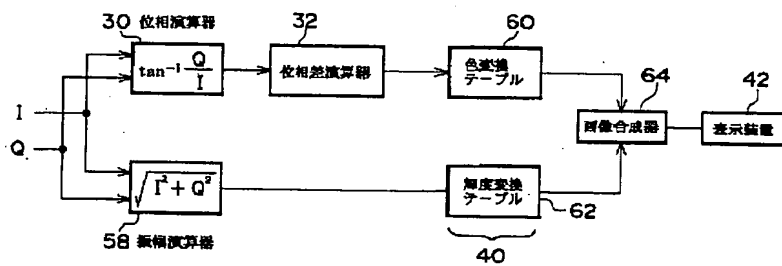 30 位相演算器
32
60
tan⁻¹ Q/I
位相差演算器
色変換
テーブル
64
42
I
Q
画像合成器
表示装置
√I²+Q²
輝度変換
テーブル
62
58 振幅演算器
40